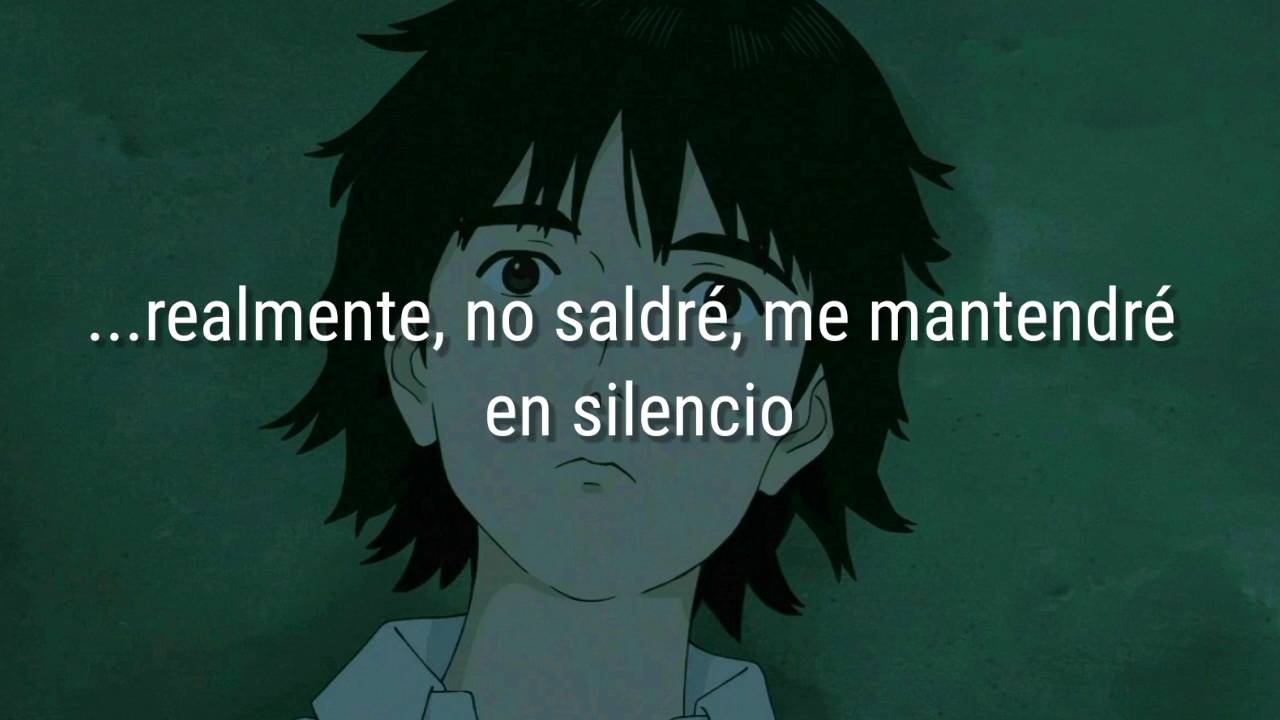 ...realmente, no saldré, me mantendré
en silencio